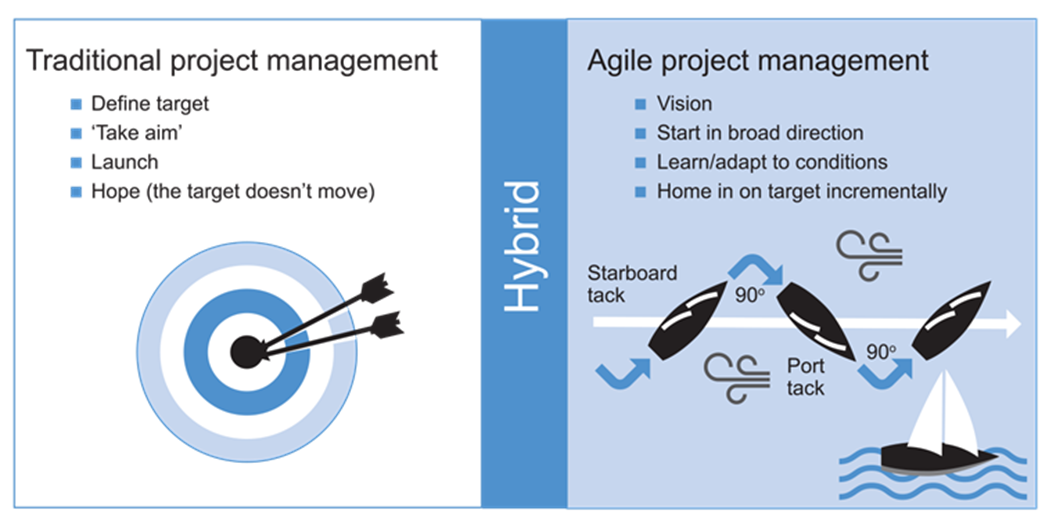 Traditional project management
Define target
‘Take aim’
Launch
Hope (the target doesn’t move)
Hybrid
Agile project management
Vision
Start in broad direction
Learn/adapt to conditions
Home in on target incrementally
Starboard
tack
90°
Port
tack
90°